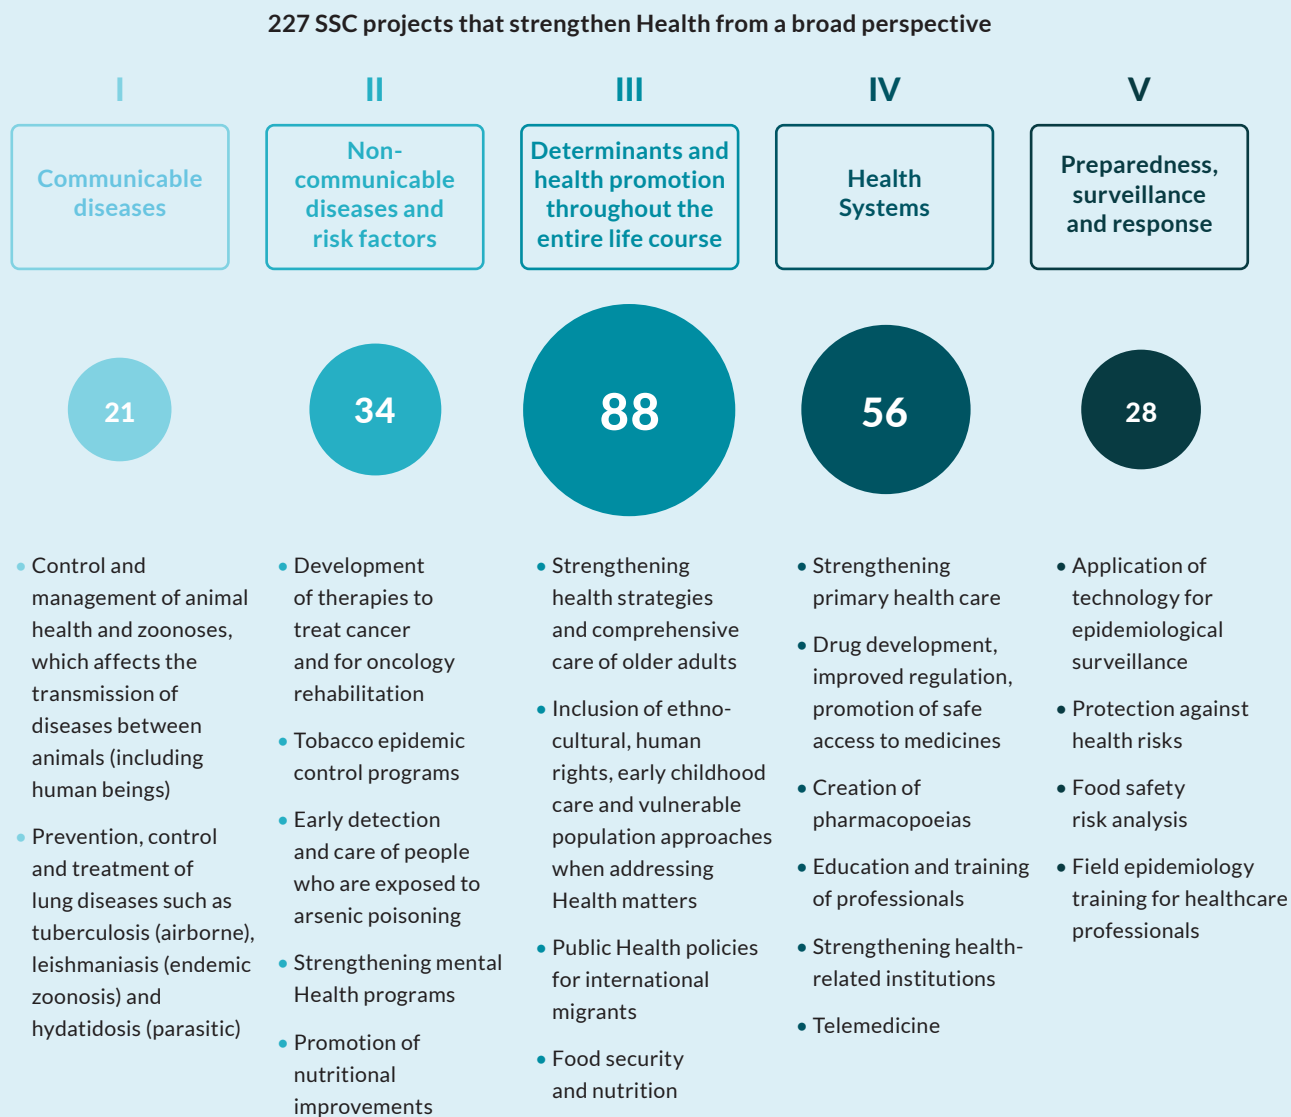 227 SSC projects that strengthen Health from a broad perspective
I
Communicable
diseases
21
• Control and
management of animal
health and zoonoses,
which affects the
transmission of
diseases between
animals (including
human beings)
• Prevention, control
and treatment of
lung diseases such as
tuberculosis (airborne),
leishmaniasis (endemic
zoonosis) and
hydatidosis (parasitic)
II
Non-
communicable
diseases and
risk factors
34
• Development
of therapies to
treat cancer
and for oncology
rehabilitation
• Tobacco epidemic
control programs
• Early detection
and care of people
who are exposed to
arsenic poisoning
• Strengthening mental
Health programs
• Promotion of
nutritional
improvements
III
Determinants and
health promotion
throughout the
entire life course
88
• Strengthening
health strategies
and comprehensive
care of older adults
• Inclusion of ethno-
cultural, human
rights, early childhood
care and vulnerable
population approaches
when addressing
Health matters
• Public Health policies
for international
migrants
• Food security
and nutrition
IV
Health
Systems
56
• Strengthening
primary health care
• Drug development,
improved regulation,
promotion of safe
access to medicines
• Creation of
pharmacopoeias
• Education and training
of professionals
• Strengthening health-
related institutions
• Telemedicine
V
Preparedness,
surveillance
and response
28
• Application of
technology for
epidemiological
surveillance
• Protection against
health risks
• Food safety
risk analysis
• Field epidemiology
training for healthcare
professionals